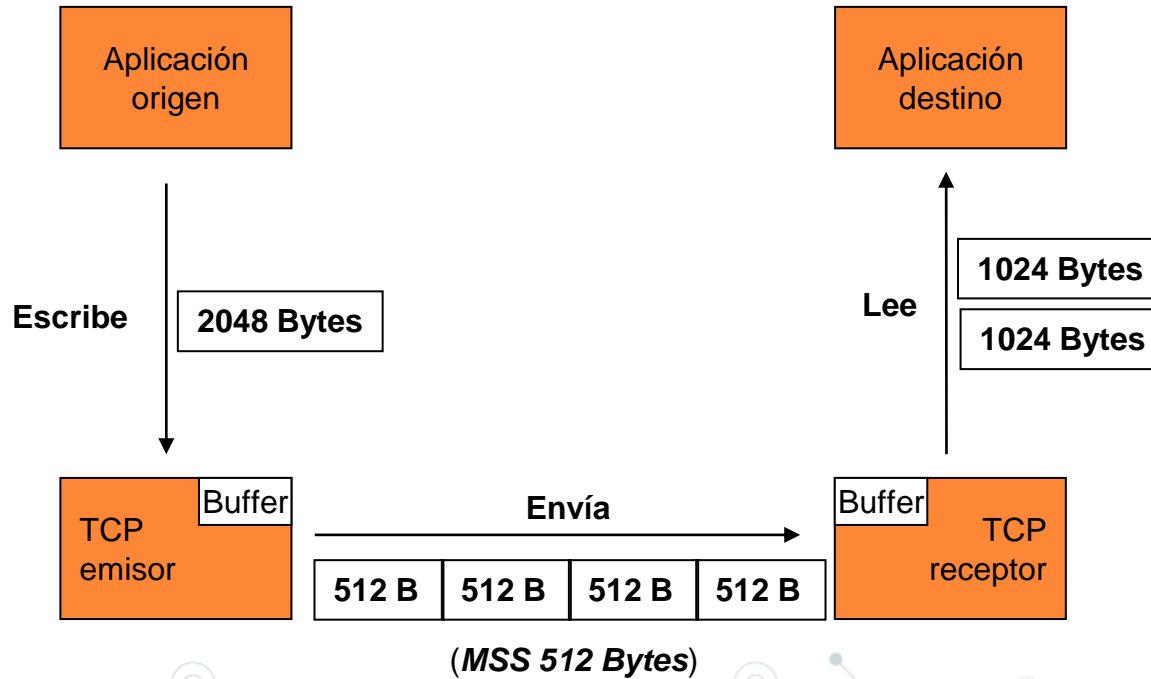 Aplicación
origen
Aplicación
destino
Escribe
2048 Bytes
Lee
1024 Bytes
1024 Bytes
Buffer
TCP
emisor
Envía
512 B
512 B
512 B
512 B
Buffer
TCP
receptor
(MSS 512 Bytes)